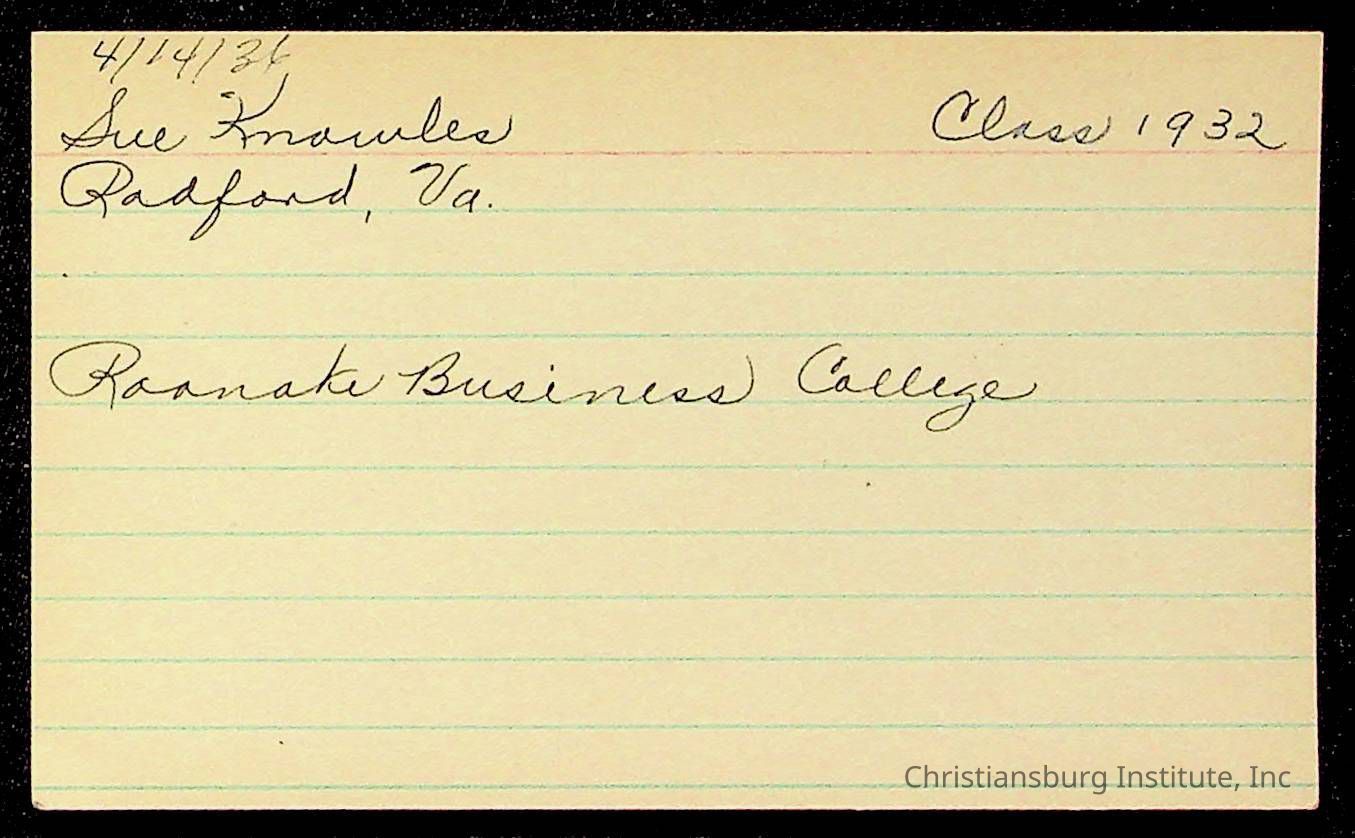 4/14/36
Sue Knowles Class 1932
Radford, Va.
Roanoke Business College
Christiansburg Institute, Inc